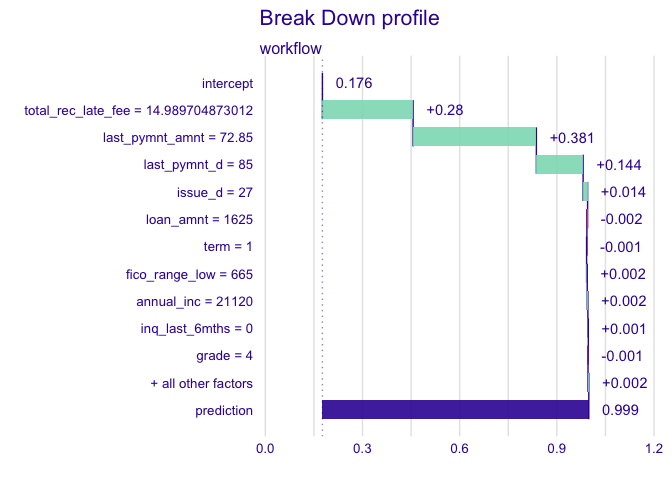 Break Down profile
workflow
intercept 0.176
total_rec_late_fee = 14.989704873012 +0.28
last_pymnt_amnt = 72.85 +0.381
last_pymnt_d = 85 +0.144
issue_d = 27 +0.014
loan_amnt = 1625 -0.002
term = 1 -0.001
fico_range_low = 665 +0.002
annual_inc = 21120 +0.002
inq_last_6mths = 0 +0.001
grade = 4 -0.001
+ all other factors +0.002
prediction 0.999
0.0 0.3 0.6 0.9 1.2